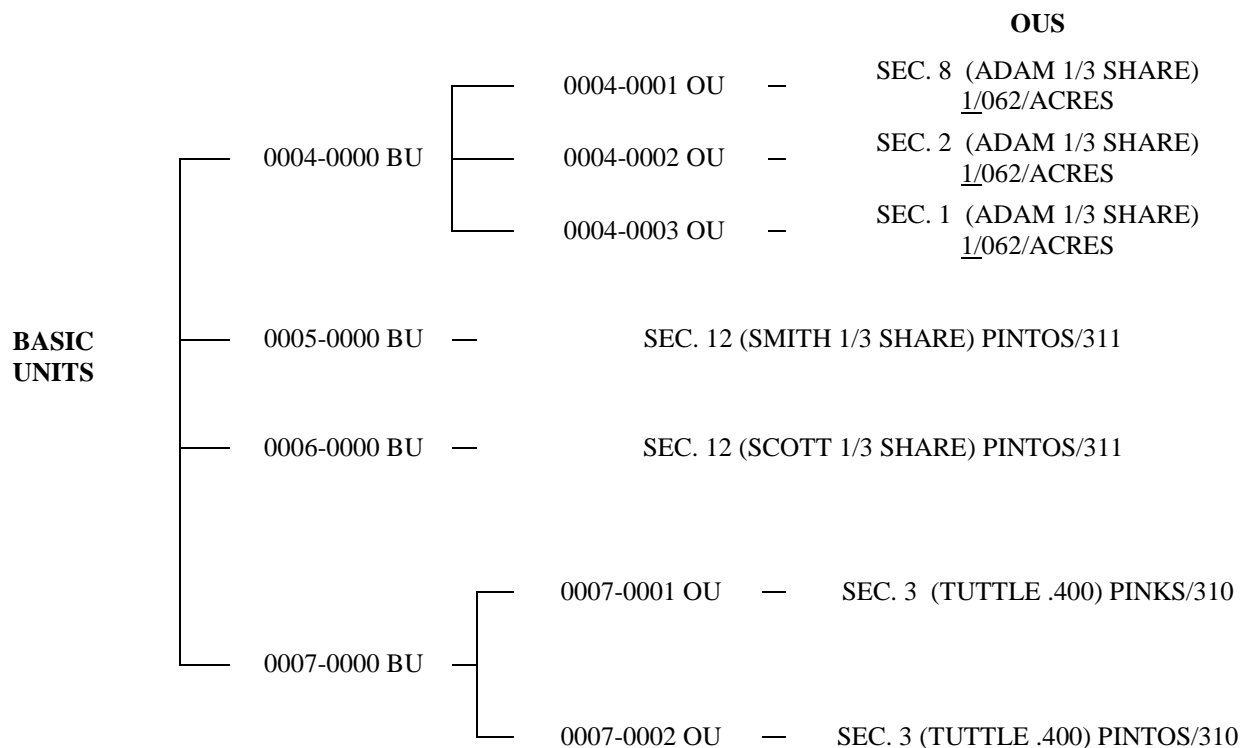 OUS
0004-0001 OU – SEC. 8 (ADAM 1/3 SHARE)
1/062/ACRES
0004-0000 BU 0004-0002 OU – SEC. 2 (ADAM 1/3 SHARE)
1/062/ACRES
0004-0003 OU – SEC. 1 (ADAM 1/3 SHARE)
1/062/ACRES
BASIC
UNITS
0005-0000 BU – SEC. 12 (SMITH 1/3 SHARE) PINTOS/311
0006-0000 BU – SEC. 12 (SCOTT 1/3 SHARE) PINTOS/311
0007-0001 OU – SEC. 3 (TUTTLE .400) PINKS/310
0007-0000 BU
0007-0002 OU – SEC. 3 (TUTTLE .400) PINTOS/310